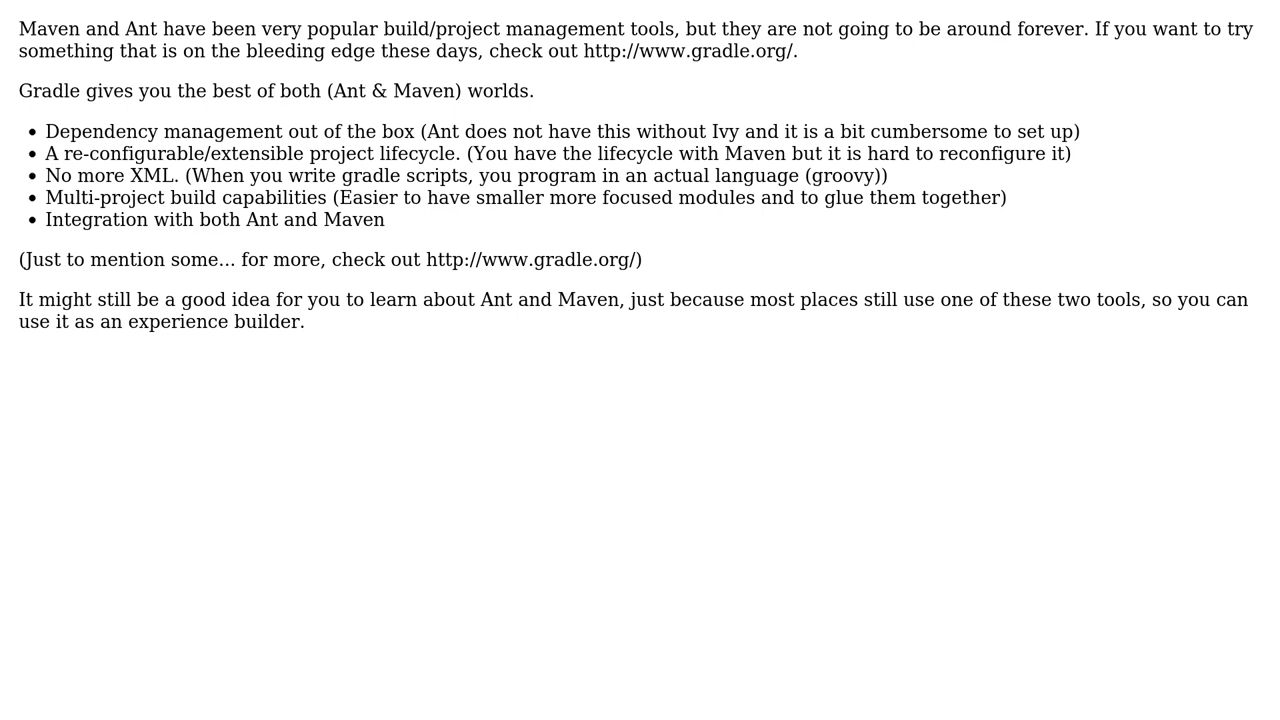 Maven and Ant have been very popular build/project management tools, but they are not going to be around forever. If you want to try
something that is on the bleeding edge these days, check out http://www.gradle.org/.
Gradle gives you the best of both (Ant & Maven) worlds.
• Dependency management out of the box (Ant does not have this without Ivy and it is a bit cumbersome to set up)
• A re-configurable/extensible project lifecycle. (You have the lifecycle with Maven but it is hard to reconfigure it)
• No more XML. (When you write gradle scripts, you program in an actual language (groovy))
• Multi-project build capabilities (Easier to have smaller more focused modules and to glue them together)
• Integration with both Ant and Maven
(Just to mention some... for more, check out http://www.gradle.org/)
It might still be a good idea for you to learn about Ant and Maven, just because most places still use one of these two tools, so you can
use it as an experience builder.